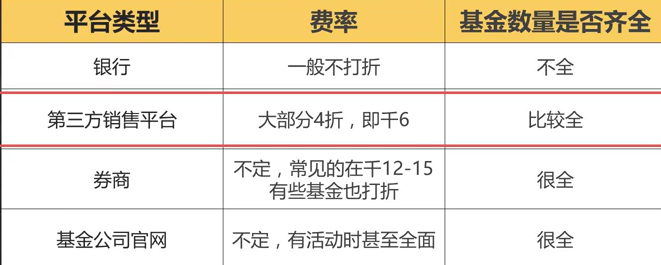 平台类型 费率 基金数量是否齐全
银行 一般不打折 不全
第三方销售平台 大部分4折，即千6 比较全
券商 不定，常见的在千12-15 很全
有些基金也打折
基金公司官网 不定，有活动时甚至全面 很全